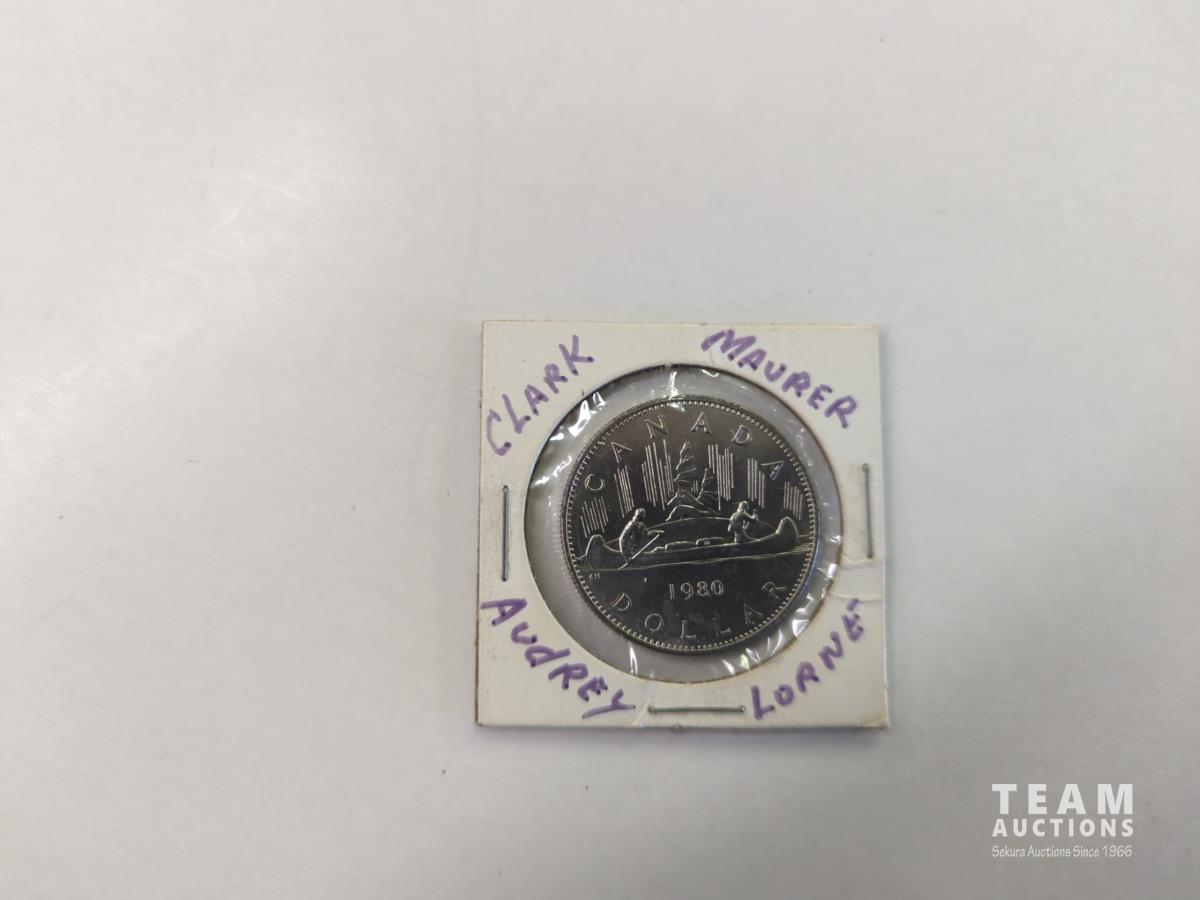 CLARK
MAURER
CANADA
1980
DOLLAR
AUdREY
LORNE
TEAM
AUCTIONS
Sekura Auctions Since 1966